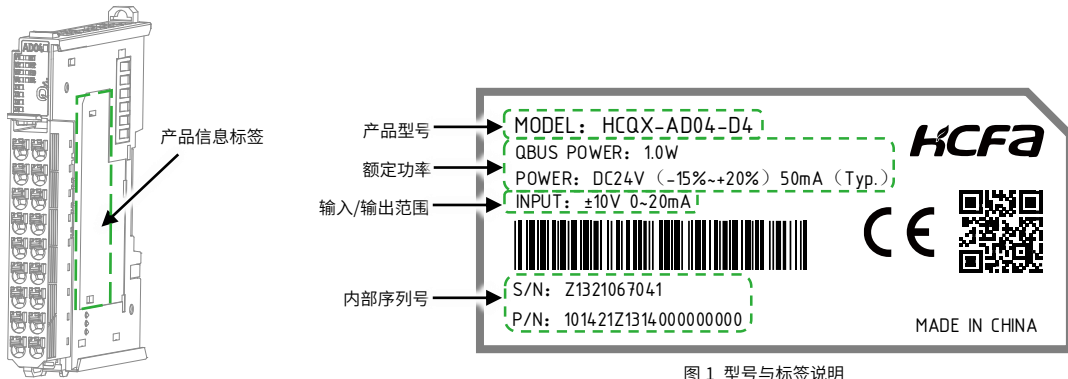 AD04
产品信息标签
产品型号
额定功率
输入/输出范围
内部序列号
MODEL: HCQX-AD04-D4
QBUS POWER: 1.0W
POWER: DC24V（-15%~+20%）50mA（Typ.）
INPUT: ±10V 0~20mA
S/N: Z1321067041
P/N: 101421Z1314000000000
HCFA
CE
MADE IN CHINA
图 1 型号与标签说明